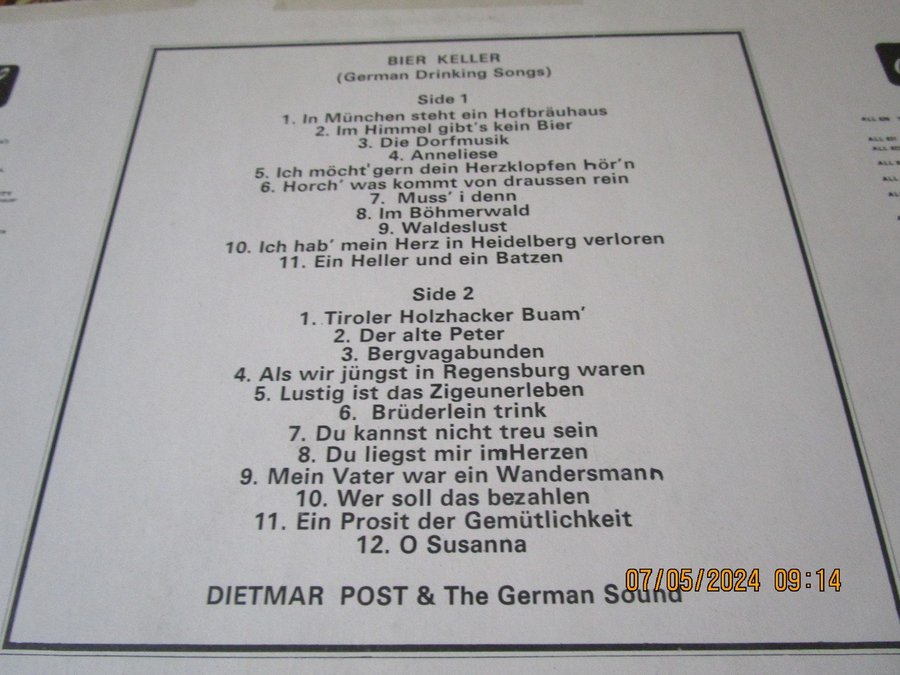 BIER KELLER
(German Drinking Songs)
Side 1
1. In München steht ein Hofbräuhaus
2. Im Himmel gibt's kein Bier
3. Die Dorfmusik
4. Anneliese
5. Ich möcht'gern dein Herzklopfen hör'n
6. Horch' was kommt von draussen rein
7. Muss' i denn
8. Im Böhmerwald
9. Waldeslust
10. Ich hab' mein Herz in Heidelberg verloren
11. Ein Heller und ein Batzen
Side 2
1. Tiroler Holzhacker Buam'
2. Der alte Peter
3. Bergvagabunden
4. Als wir jüngst in Regensburg waren
5. Lustig ist das Zigeunerleben
6. Brüderlein trink
7. Du kannst nicht treu sein
8. Du liegst mir im Herzen
9. Mein Vater war ein Wandersmann
10. Wer soll das bezahlen
11. Ein Prosit der Gemütlichkeit
12. O Susanna
DIETMAR POST & The German Sound
07/05/2024 09:14